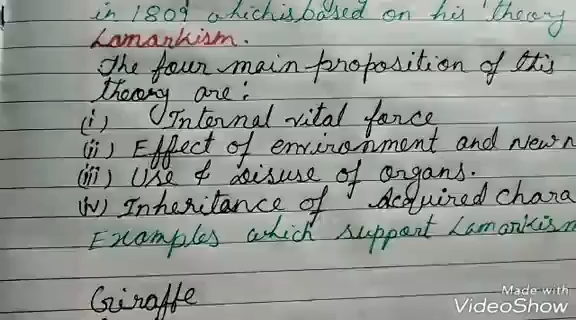 in 1809 which is based on his theory
Lamarkism.
The four main proposition of this
theory are:
(i) Internal vital force
(ii) Effect of environment and new n
(iii) Use & disuse of organs.
(iv) Inheritance of Acquired chara
Examples which support Lamarkism
Giraffe
Made with
VideoShow